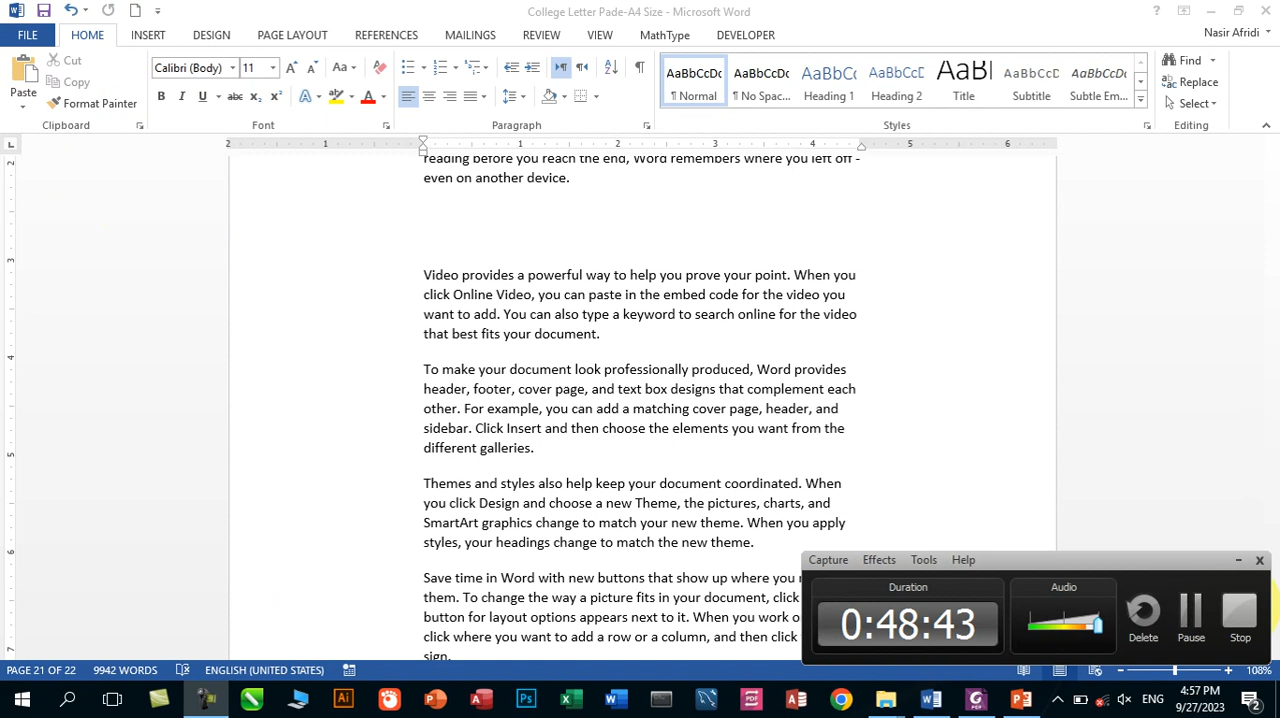 College Letter Pade-A4 Size - Microsoft Word
FILE HOME INSERT DESIGN PAGE LAYOUT REFERENCES MAILINGS REVIEW VIEW MathType DEVELOPER Nasir Afridi
Paste Cut Copy Format Painter
Calibri (Body) 11
AaBbCcDc AaBbCcDc AaBbCc AaBbCcD AaBl AaBbCcD AaBbCcDc
¶ Normal ¶ No Spac... Heading 1 Heading 2 Title Subtitle Subtle Em...
Find Replace Select
Clipboard Font Paragraph Styles Editing
2 1 1 2 3 4 5 6
reading before you reach the end, Word remembers where you left off -
even on another device.
Video provides a powerful way to help you prove your point. When you
click Online Video, you can paste in the embed code for the video you
want to add. You can also type a keyword to search online for the video
that best fits your document.
To make your document look professionally produced, Word provides
header, footer, cover page, and text box designs that complement each
other. For example, you can add a matching cover page, header, and
sidebar. Click Insert and then choose the elements you want from the
different galleries.
Themes and styles also help keep your document coordinated. When
you click Design and choose a new Theme, the pictures, charts, and
SmartArt graphics change to match your new theme. When you apply
styles, your headings change to match the new theme.
Save time in Word with new buttons that show up where you
them. To change the way a picture fits in your document, click
button for layout options appears next to it. When you work o
click where you want to add a row or a column, and then click
sign.
Capture Effects Tools Help
Duration Audio
0:48:43
Delete Pause Stop
PAGE 21 OF 22 9942 WORDS ENGLISH (UNITED STATES) 108%
ENG 4:57 PM
9/27/2023 2